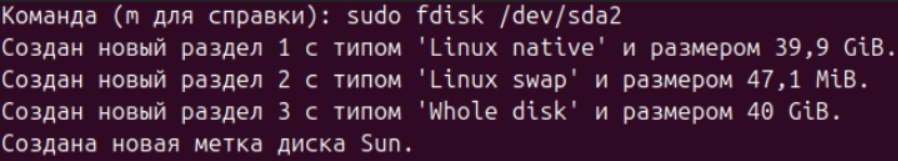 Команда (m для справки): sudo fdisk /dev/sda2
Создан новый раздел 1 с типом 'Linux native' и размером 39,9 GiB.
Создан новый раздел 2 с типом 'Linux swap' и размером 47,1 MiB.
Создан новый раздел 3 с типом 'Whole disk' и размером 40 GiB.
Создана новая метка диска Sun.